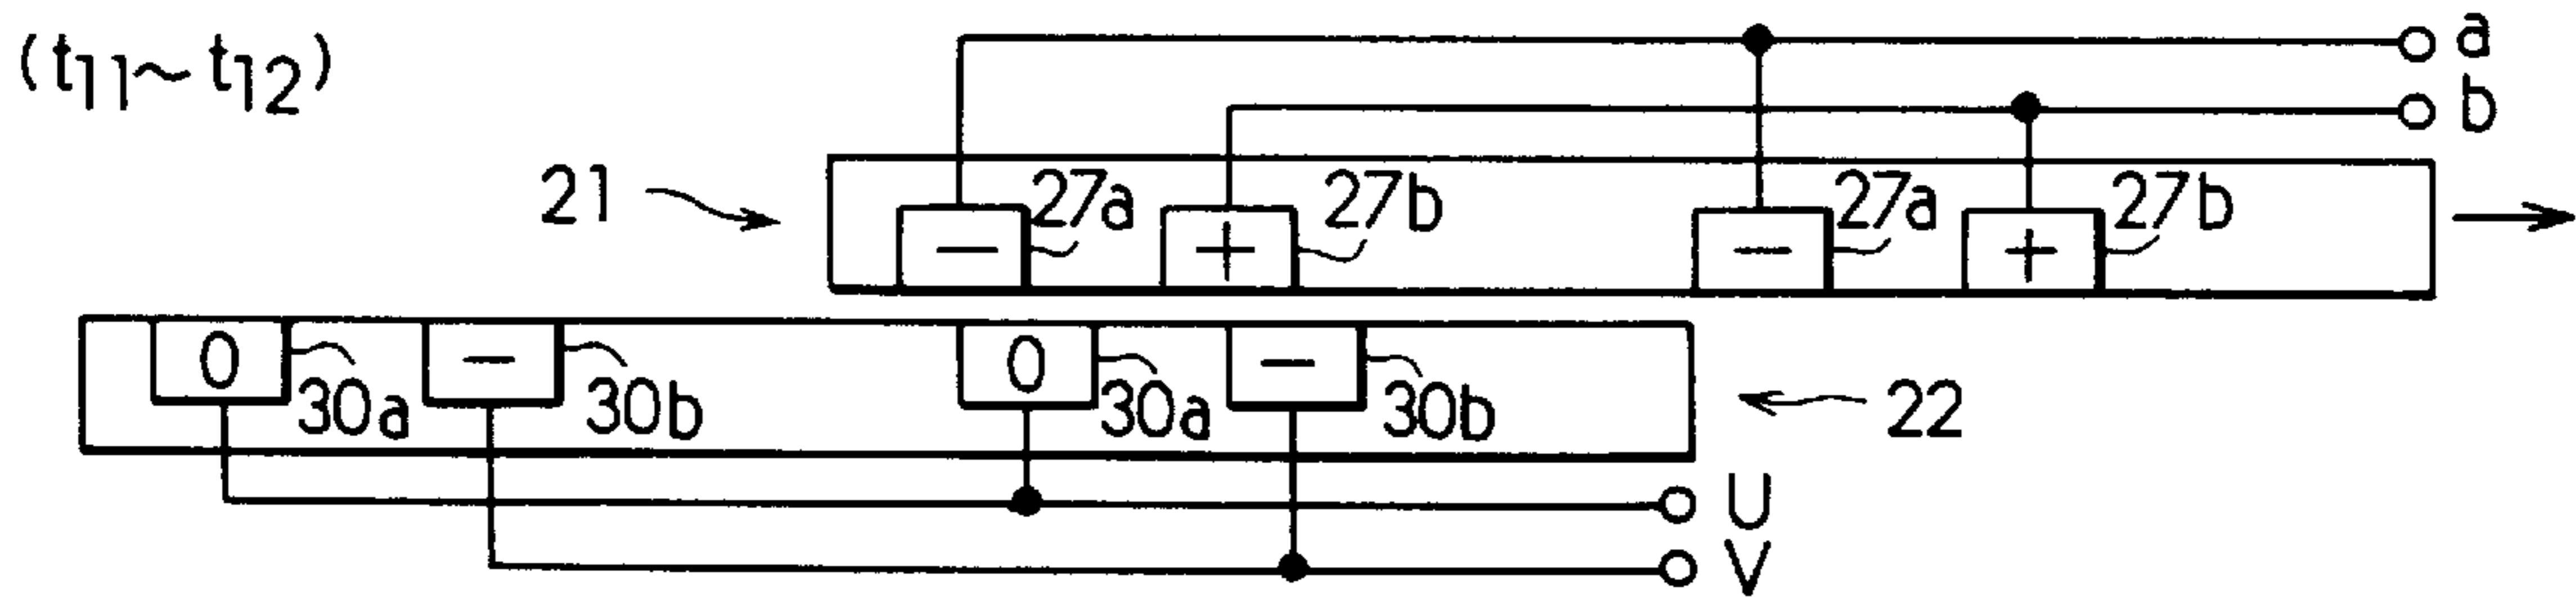 (t11~t12)
a
b
21
27a 27b 27a 27b
− + − +
0 − 0 −
30a 30b 30a 30b
22
U
V